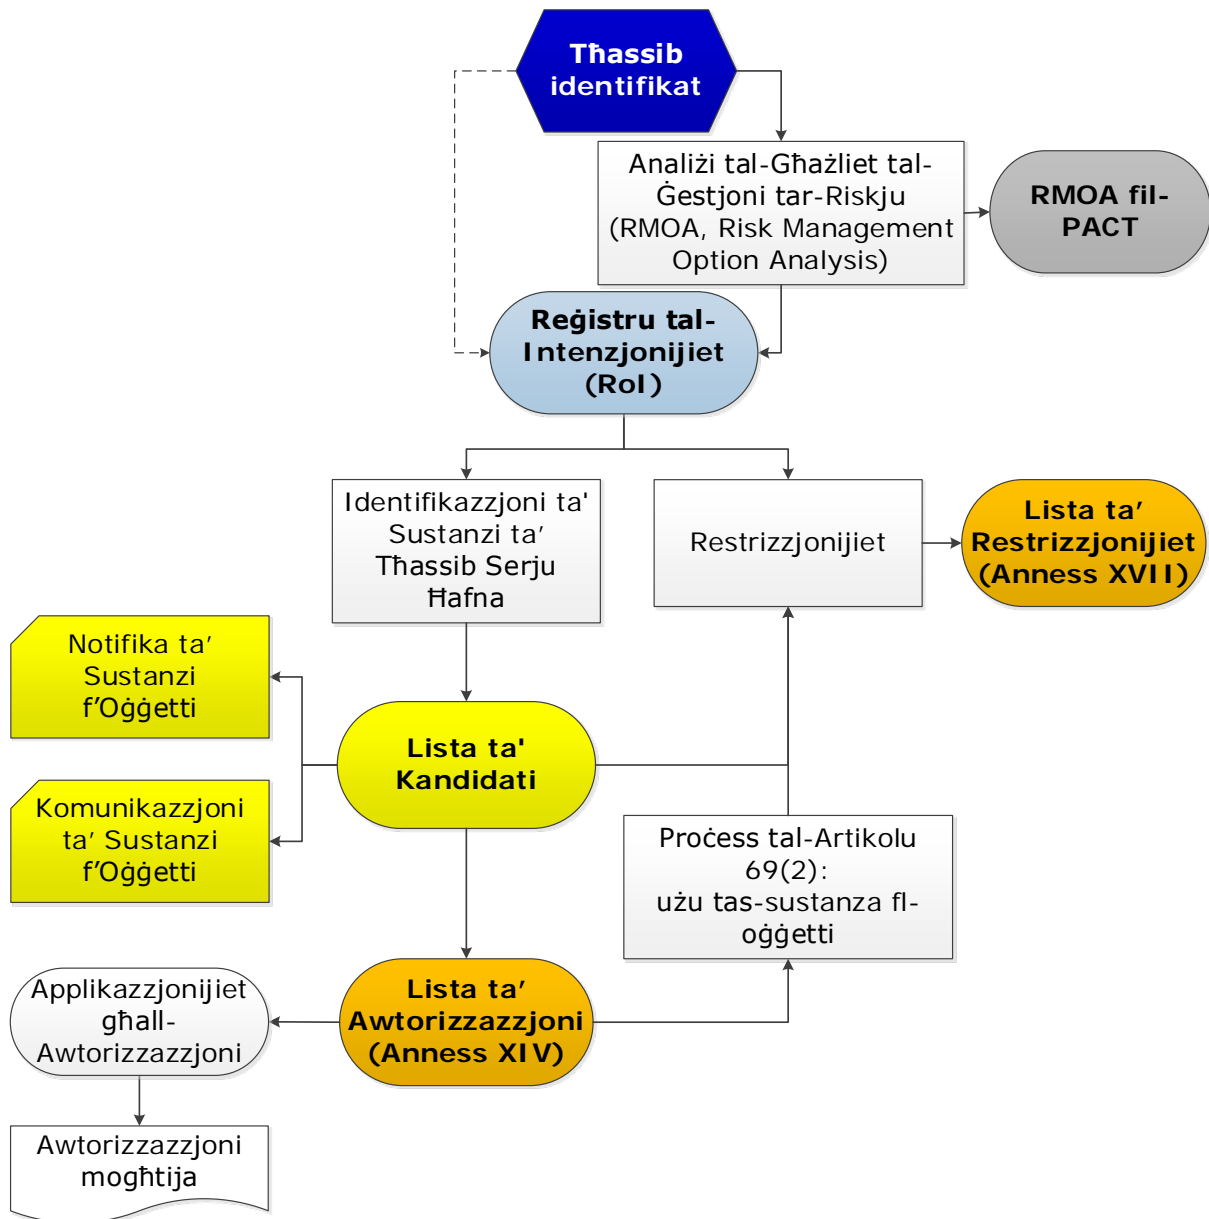 Tħassib
identifikat
Analiżi tal-Għażliet tal-
Ġestjoni tar-Riskju
(RMOA, Risk Management
Option Analysis)
RMOA fil-
PACT
Reġistru tal-
Intenzjonijiet
(RoI)
Identifikazzjoni ta'
Sustanzi ta’
Tħassib Serju
Ħafna
Restrizzjonijiet
Lista ta’
Restrizzjonijiet
(Anness XVII)
Notifika ta’
Sustanzi
f’Oġġetti
Lista ta'
Kandidati
Komunikazzjoni
ta’ Sustanzi
f’Oġġetti
Proċess tal-Artikolu
69(2):
użu tas-sustanza fl-
oġġetti
Applikazzjonijiet
għall-
Awtorizzazzjoni
Lista ta’
Awtorizzazzjoni
(Anness XIV)
Awtorizzazzjoni
mogħtija